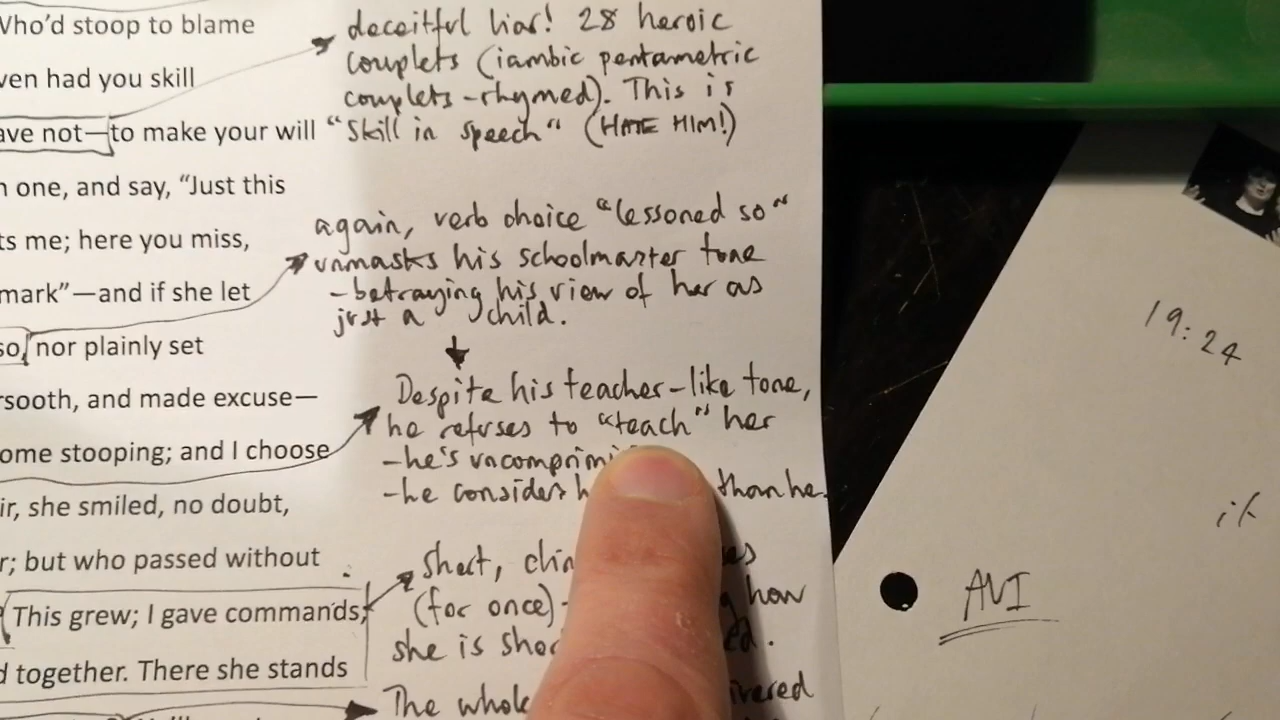 Who'd stoop to blame
ven had you skill
ave not—to make your will
n one, and say, “Just this
ts me; here you miss,
mark”—and if she let
so, nor plainly set
rsooth, and made excuse—
ome stooping; and I choose
ir, she smiled, no doubt,
r; but who passed without
This grew; I gave commands;
d together. There she stands
deceitful liar! 28 heroic
couplets (iambic pentametric
couplets - rhymed). This is
“Skill in speech“ (HATE HIM!)
again, verb choice “lessoned so“
unmasks his schoolmaster tone
- betraying his view of her as
just a child.
Despite his teacher-like tone,
he refuses to “teach“ her
- he's
- he considers than he.
Short,
(for once) - how
she is
The whole
19:24
AVI